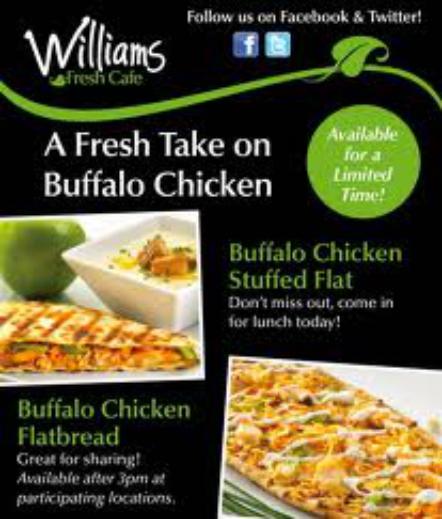 Follow us on Facebook & Twitter!
Williams
Fresh Cafe
A Fresh Take on
Buffalo Chicken
Available
for a
Limited
Time!
Buffalo Chicken
Stuffed Flat
Don't miss out, come in
for lunch today!
Buffalo Chicken
Flatbread
Great for sharing!
Available after 3pm at
participating locations.